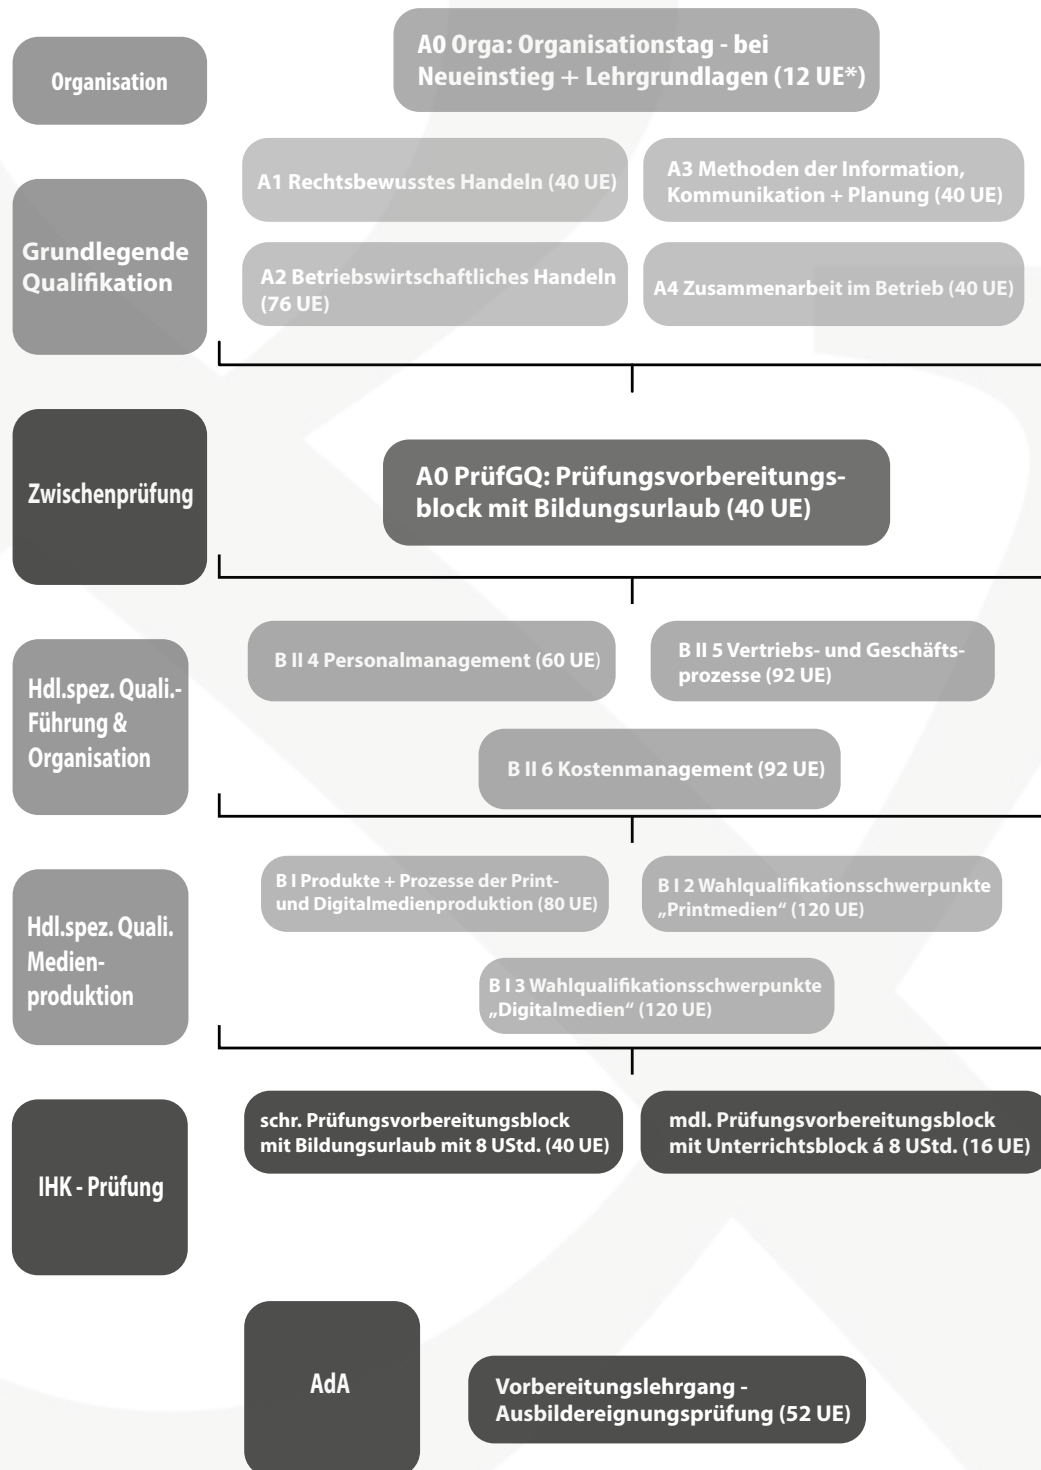 Organisation
A0 Orga: Organisationstag - bei
Neueinstieg + Lehrgrundlagen (12 UE*)
Grundlegende
Qualifikation
A1 Rechtsbewusstes Handeln (40 UE)
A3 Methoden der Information,
Kommunikation + Planung (40 UE)
A2 Betriebswirtschaftliches Handeln
(76 UE)
A4 Zusammenarbeit im Betrieb (40 UE)
Zwischenprüfung
A0 PrüfGQ: Prüfungsvorbereitungs-
block mit Bildungsurlaub (40 UE)
Hdl.spez. Quali.-
Führung &
Organisation
B II 4 Personalmanagement (60 UE)
B II 5 Vertriebs- und Geschäfts-
prozesse (92 UE)
B II 6 Kostenmanagement (92 UE)
Hdl.spez. Quali.
Medien-
produktion
B I Produkte + Prozesse der Print-
und Digitalmedienproduktion (80 UE)
B I 2 Wahlqualifikationsschwerpunkte
„Printmedien“ (120 UE)
B I 3 Wahlqualifikationsschwerpunkte
„Digitalmedien“ (120 UE)
IHK - Prüfung
schr. Prüfungsvorbereitungsblock
mit Bildungsurlaub mit 8 UStd. (40 UE)
mdl. Prüfungsvorbereitungsblock
mit Unterrichtsblock á 8 UStd. (16 UE)
AdA
Vorbereitungslehrgang -
Ausbildereignungsprüfung (52 UE)